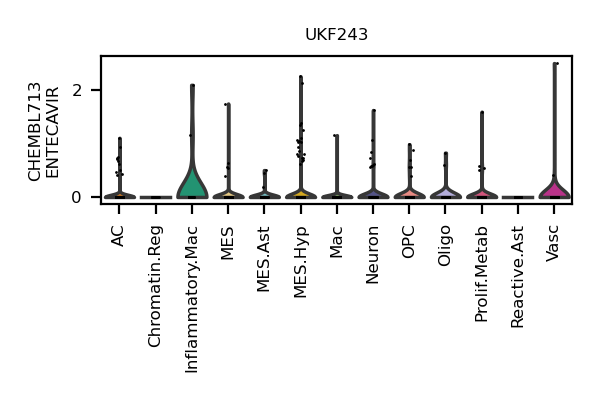 UKF243
CHEMBL713
ENTECAVIR
2
0
AC
Chromatin.Reg
Inflammatory.Mac
MES
MES.Ast
MES.Hyp
Mac
Neuron
OPC
Oligo
Prolif.Metab
Reactive.Ast
Vasc